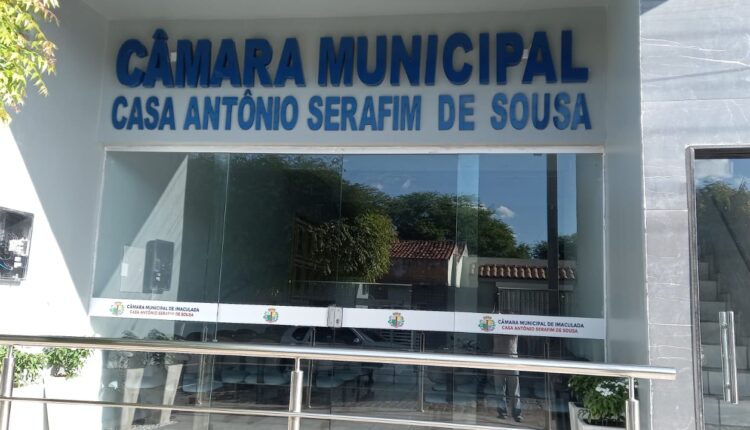 CÂMARA MUNICIPAL
CASA ANTÔNIO SERAFIM DE SOUSA
CÂMARA MUNICIPAL DE IMACULADA
CASA ANTÔNIO SERAFIM DE SOUSA
CÂMARA MUNICIPAL DE IMACULADA
CASA ANTÔNIO SERAFIM DE SOUSA